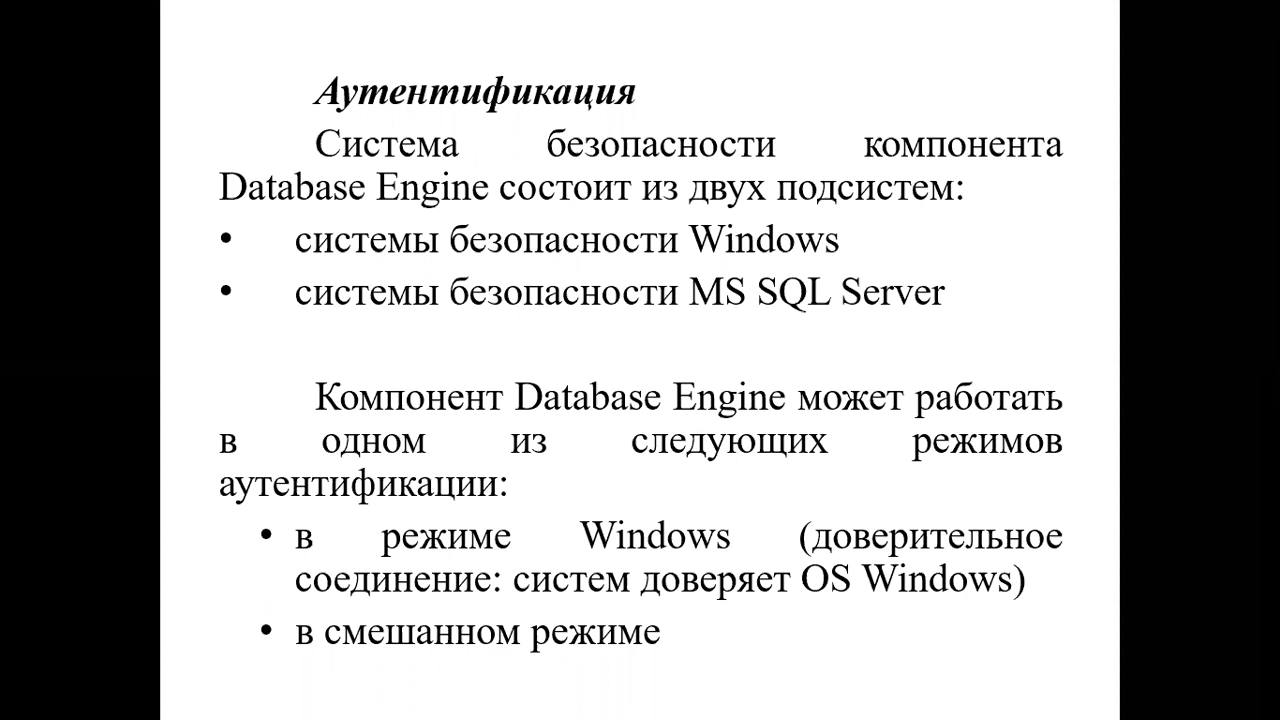 Аутентификация
Система безопасности компонента
Database Engine состоит из двух подсистем:
• системы безопасности Windows
• системы безопасности MS SQL Server
Компонент Database Engine может работать
в одном из следующих режимов
аутентификации:
• в режиме Windows (доверительное
соединение: систем доверяет OS Windows)
• в смешанном режиме